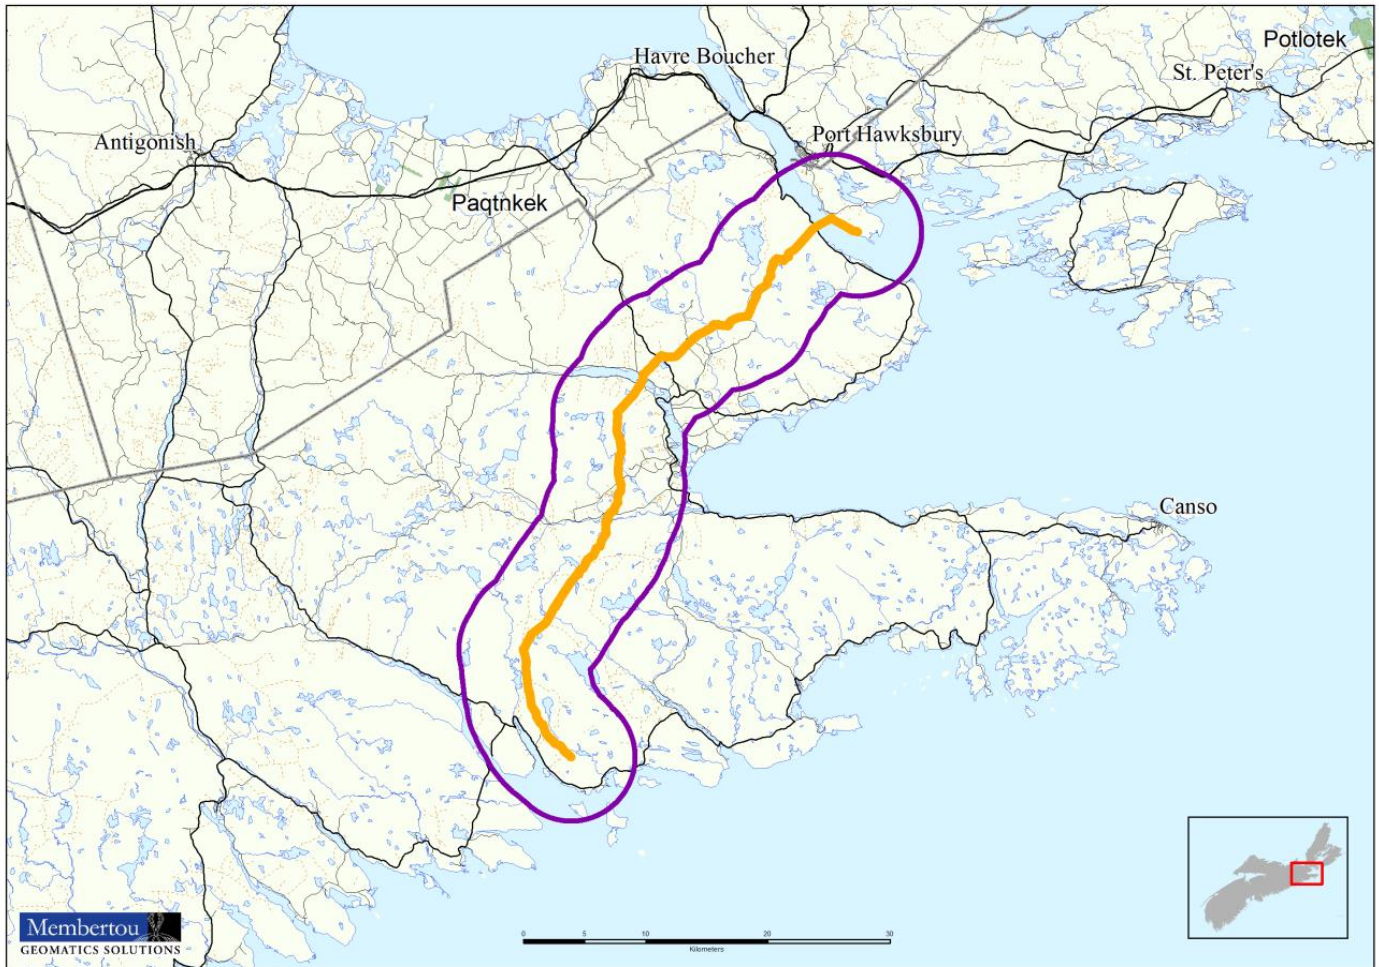 Potlotek
Havre Boucher
St. Peter's
Antigonish
Port Hawksbury
Paqtnkek
Canso
Membertou
GEOMATICS SOLUTIONS
0 5 10 20 30
Kilometers